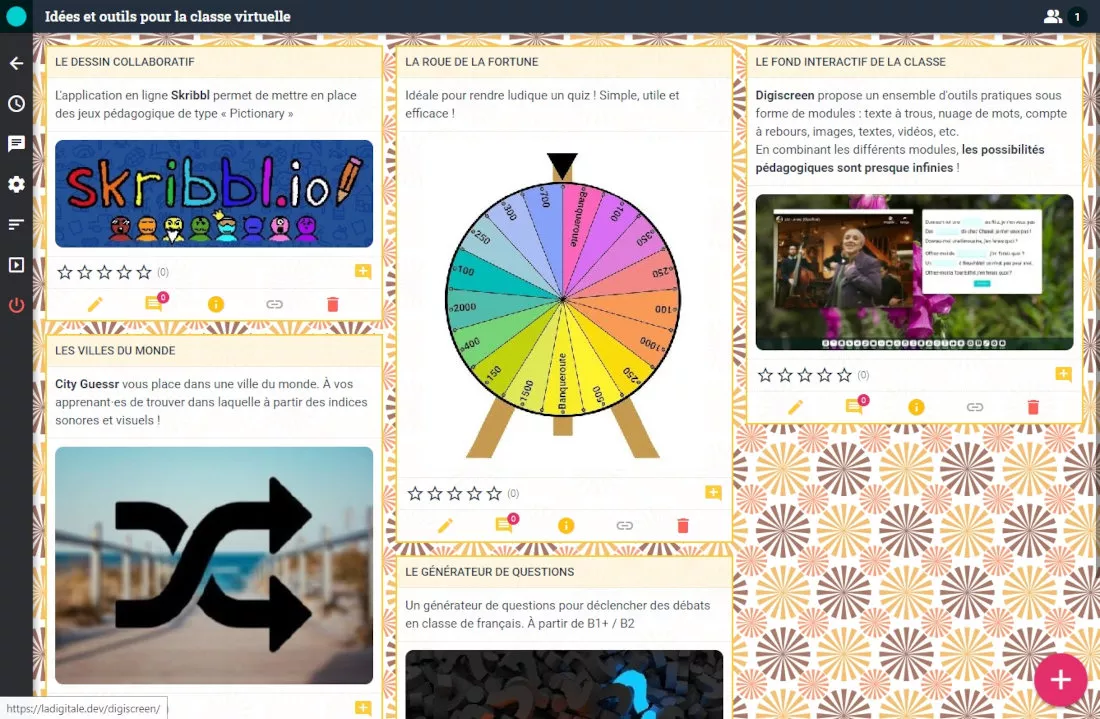 Idées et outils pour la classe virtuelle
1
LE DESSIN COLLABORATIF
L'application en ligne Skribbl permet de mettre en place
des jeux pédagogique de type « Pictionary »
skribbl.io
(0)
0
LES VILLES DU MONDE
City Guessr vous place dans une ville du monde. À vos
apprenant·es de trouver dans laquelle à partir des indices
sonores et visuels !
LA ROUE DE LA FORTUNE
Idéale pour rendre ludique un quiz ! Simple, utile et
efficace !
Banqueroute
100
350
250
100
1000
250
500
Banqueroute
1500
150
400
2000
100
250
300
700
(0)
0
LE GÉNÉRATEUR DE QUESTIONS
Un générateur de questions pour déclencher des débats
en classe de français. À partir de B1+ / B2
LE FOND INTERACTIF DE LA CLASSE
Digiscreen propose un ensemble d'outils pratiques sous
forme de modules : texte à trous, nuage de mots, compte
à rebours, images, textes, vidéos, etc.
En combinant les différents modules, les possibilités
pédagogiques sont presque infinies !
(0)
0
https://ladigitale.dev/digiscreen/